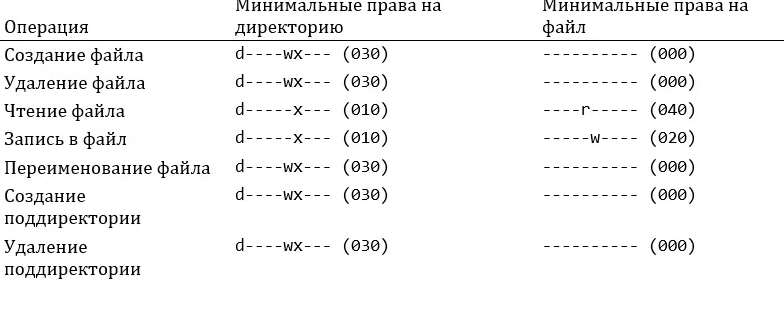 Минимальные права на Минимальные права на
Операция директорию файл
Создание файла d----wx--- (030) ---------- (000)
Удаление файла d----wx--- (030) ---------- (000)
Чтение файла d-----x--- (010) ----r----- (040)
Запись в файл d-----x--- (010) -----w---- (020)
Переименование файла d----wx--- (030) ---------- (000)
Создание d----wx--- (030) ---------- (000)
поддиректории
Удаление d----wx--- (030) ---------- (000)
поддиректории